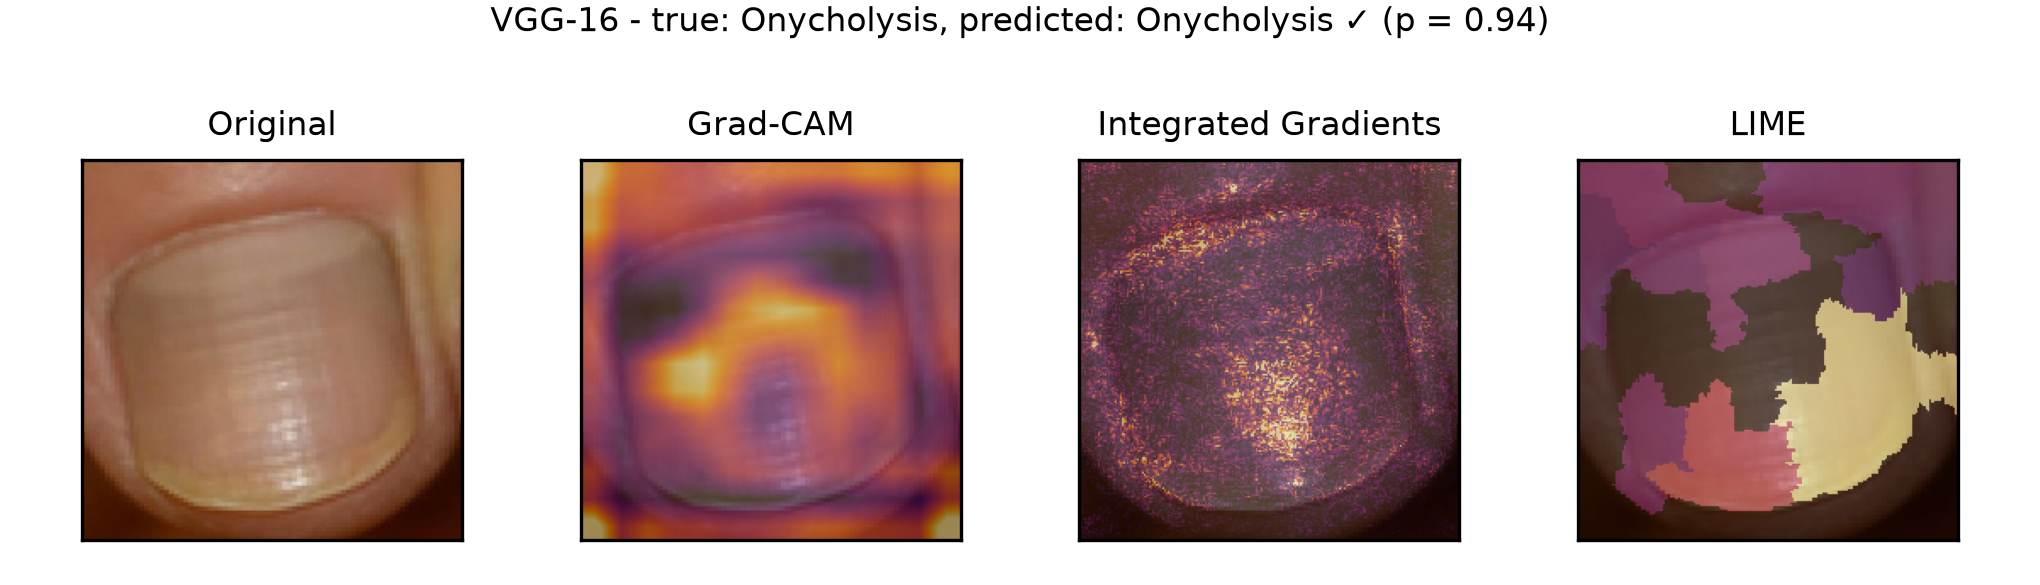 VGG-16 - true: Onycholysis, predicted: Onycholysis ✓ (p = 0.94)
Original
Grad-CAM
Integrated Gradients
LIME